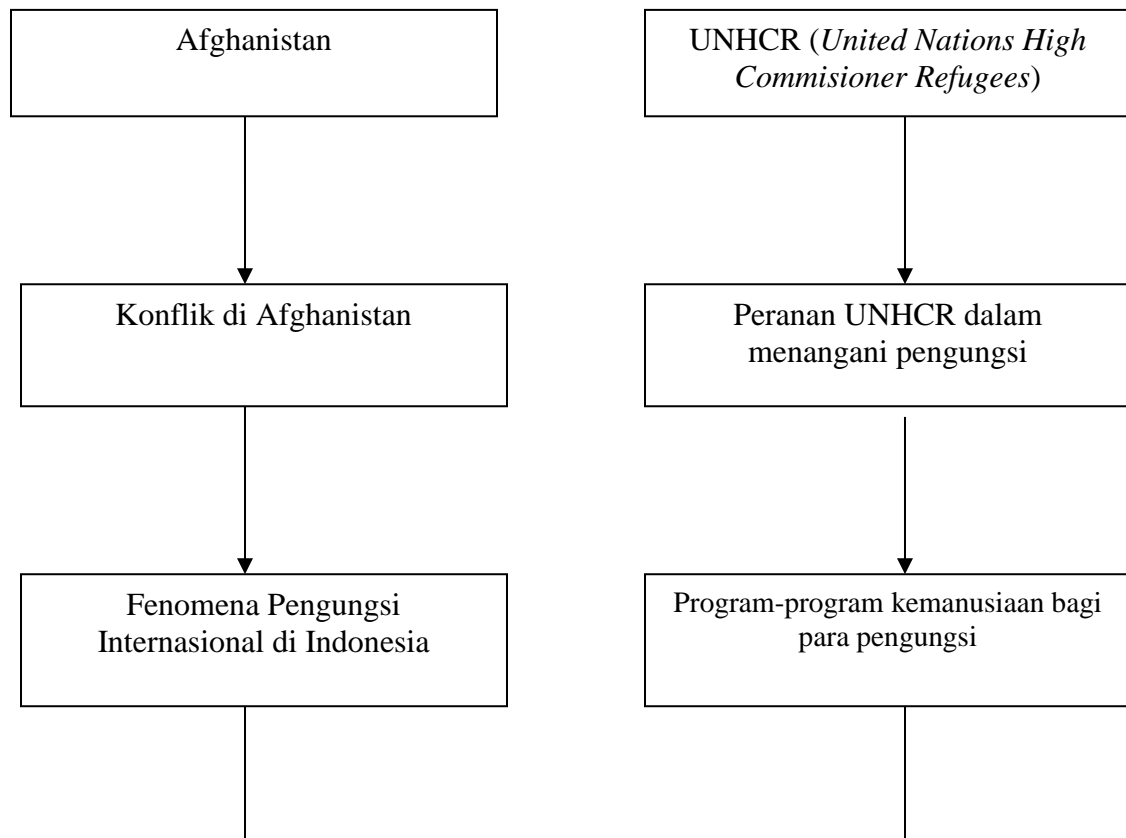 Afghanistan
UNHCR (United Nations High
Commisioner Refugees)
Konflik di Afghanistan
Peranan UNHCR dalam
menangani pengungsi
Fenomena Pengungsi
Internasional di Indonesia
Program-program kemanusiaan bagi
para pengungsi